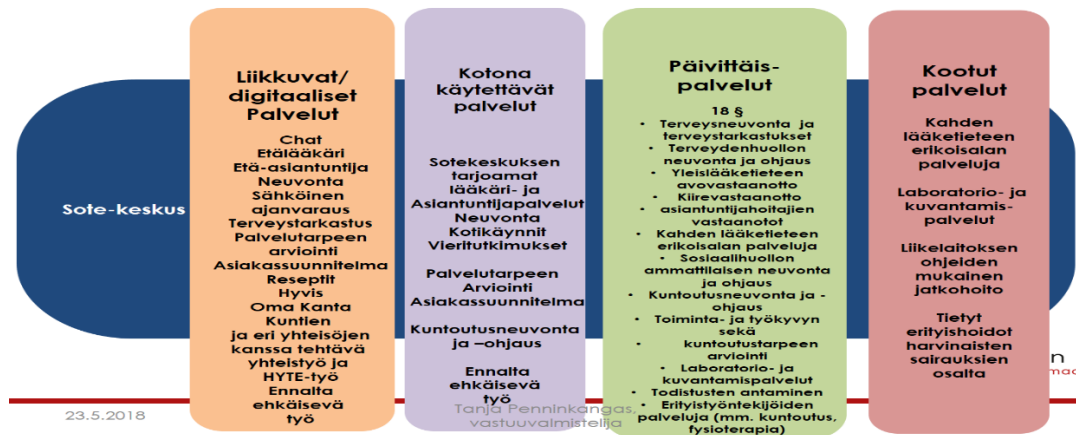 Sote-keskus
Liikkuvat/
digitaaliset
Palvelut
Chat
Etälääkäri
Etä-asiantuntija
Neuvonta
Sähköinen
ajanvaraus
Terveystarkastus
Palvelutarpeen
arviointi
Asiakassuunnitelma
Reseptit
Hyvis
Oma Kanta
Kuntien
ja eri yhteisöjen
kanssa tehtävä
yhteistyö ja
HYTE-työ
Ennalta
ehkäisevä
työ
Kotona
käytettävät
palvelut
Sotekeskuksen
tarjoamat
lääkäri- ja
Asiantuntijapalvelut
Neuvonta
Kotikäynnit
Vieritutkimukset
Palvelutarpeen
Arviointi
Asiakassuunnitelma
Kuntoutusneuvonta
ja –ohjaus
Ennalta
ehkäisevä
työ
Päivittäis-
palvelut
18 §
• Terveysneuvonta ja
terveystarkastukset
• Terveydenhuollon
neuvonta ja ohjaus
• Yleislääketieteen
avovastaanotto
• Kiirevastaanotto
• asiantuntijahoitajien
vastaanotot
• Kahden lääketieteen
erikoisalan palveluja
• Sosiaalihuollon
ammattilaisen neuvonta
ja ohjaus
• Kuntoutusneuvonta ja -
ohjaus
• Toiminta- ja työkyvyn
sekä
• kuntoutustarpeen
arviointi
• Laboratorio- ja
kuvantamispalvelut
• Todistusten antaminen
• Erityistyöntekijöiden
palveluja (mm. kuntoutus,
fysioterapia)
Kootut
palvelut
Kahden
lääketieteen
erikoisalan
palveluja
Laboratorio- ja
kuvantamis-
palvelut
Liikelaitoksen
ohjeiden
mukainen
jatkohoito
Tietyt
erityishoidot
harvinaisten
sairauksien
osalta
23.5.2018
Tanja Penninkangas,
vastuuvalmistelija